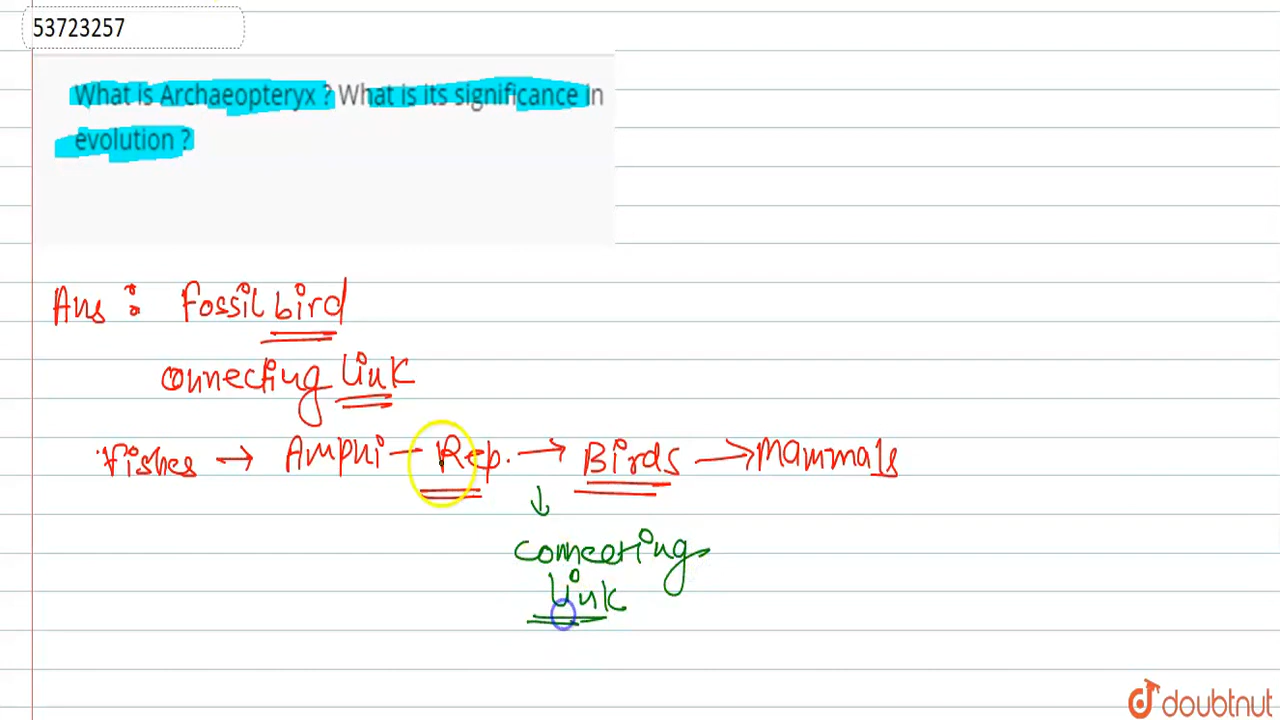 53723257
What is Archaeopteryx ? What is its significance in
evolution ?
Ans : Fossil bird
connecting link
Fishes → Amphi – Rep. → Birds → Mammals
↓
connecting
link
doubtnut